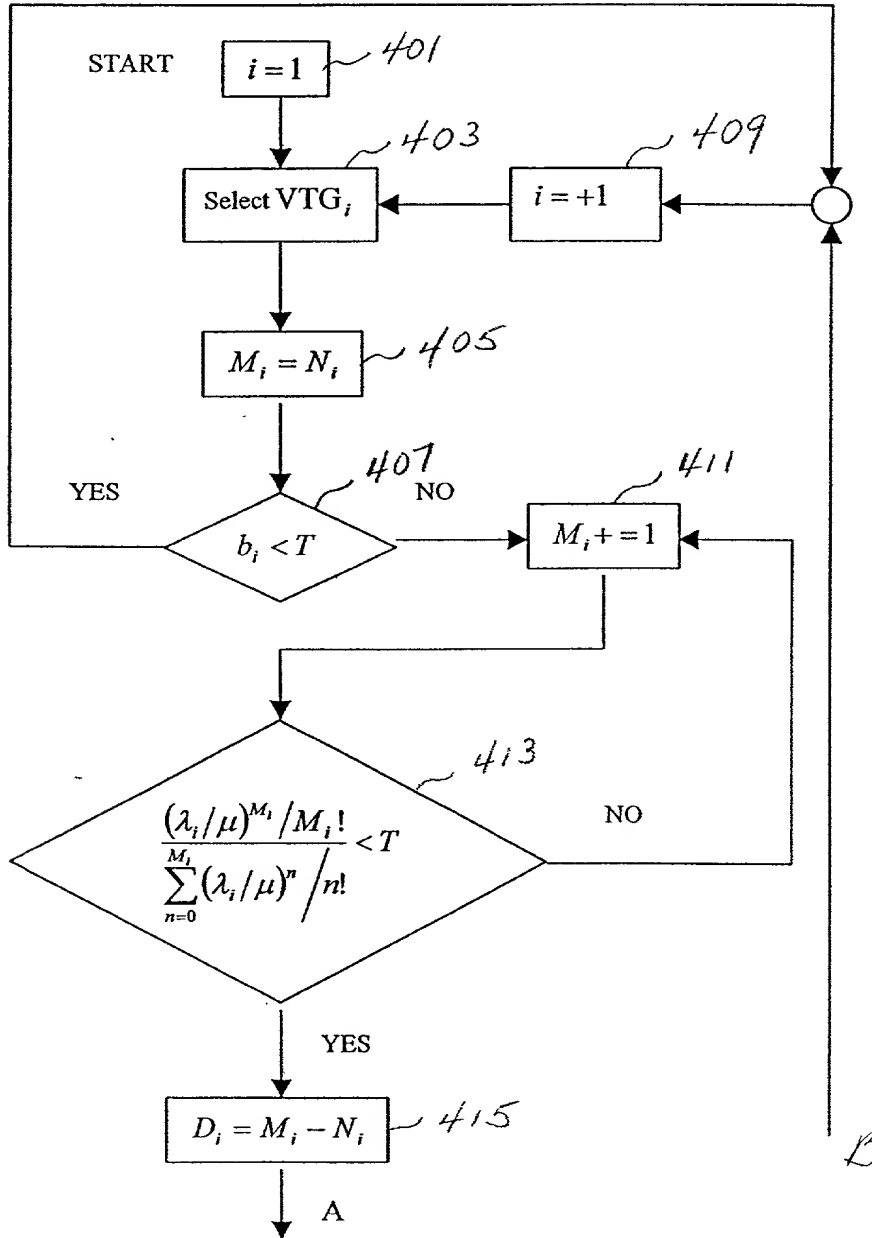 START
i = 1
401
403
409
Select VTG_i
i = +1
M_i = N_i
405
407
YES
NO
411
b_i < T
M_i + = 1
413
(λ_i/μ)^{M_i} / M_i!
< T
NO
M_i
∑ (λ_i/μ)^n / n!
n=0
YES
D_i = M_i − N_i
415
A